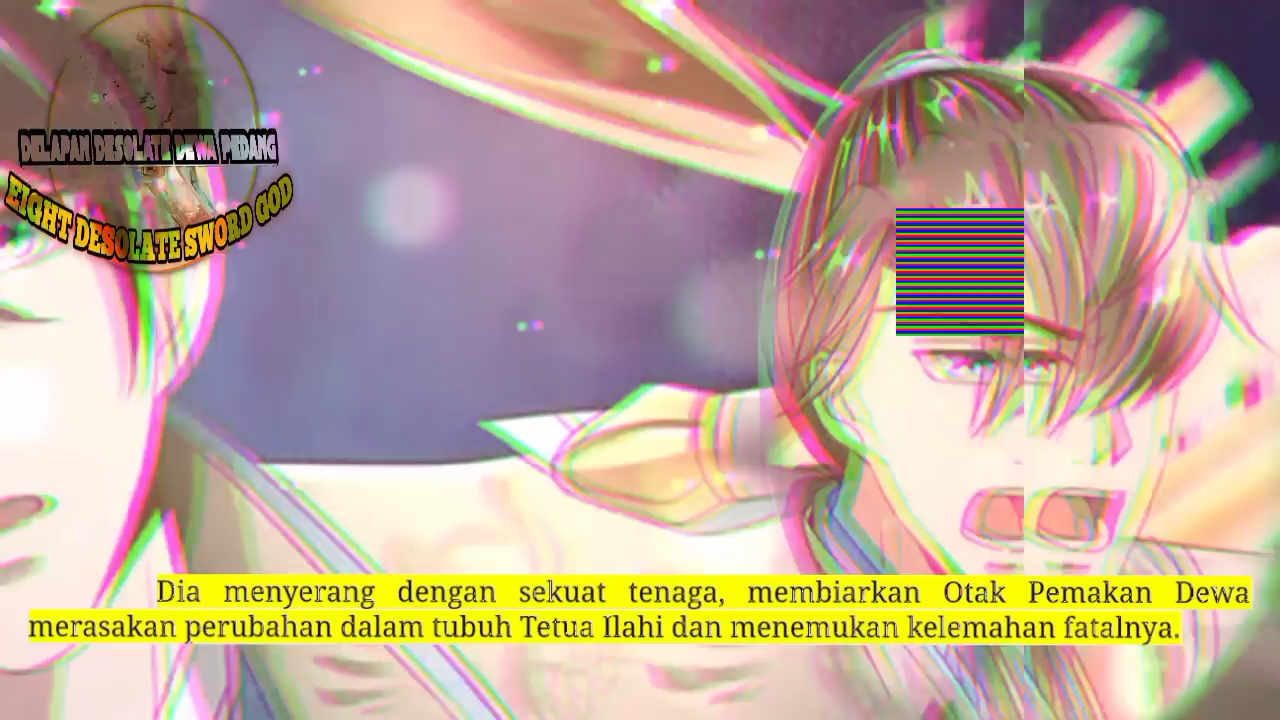 DELAPAN DESOLATE DEWA PEDANG
EIGHT DESOLATE SWORD GOD
Dia menyerang dengan sekuat tenaga, membiarkan Otak Pemakan Dewa
merasakan perubahan dalam tubuh Tetua Ilahi dan menemukan kelemahan fatalnya.